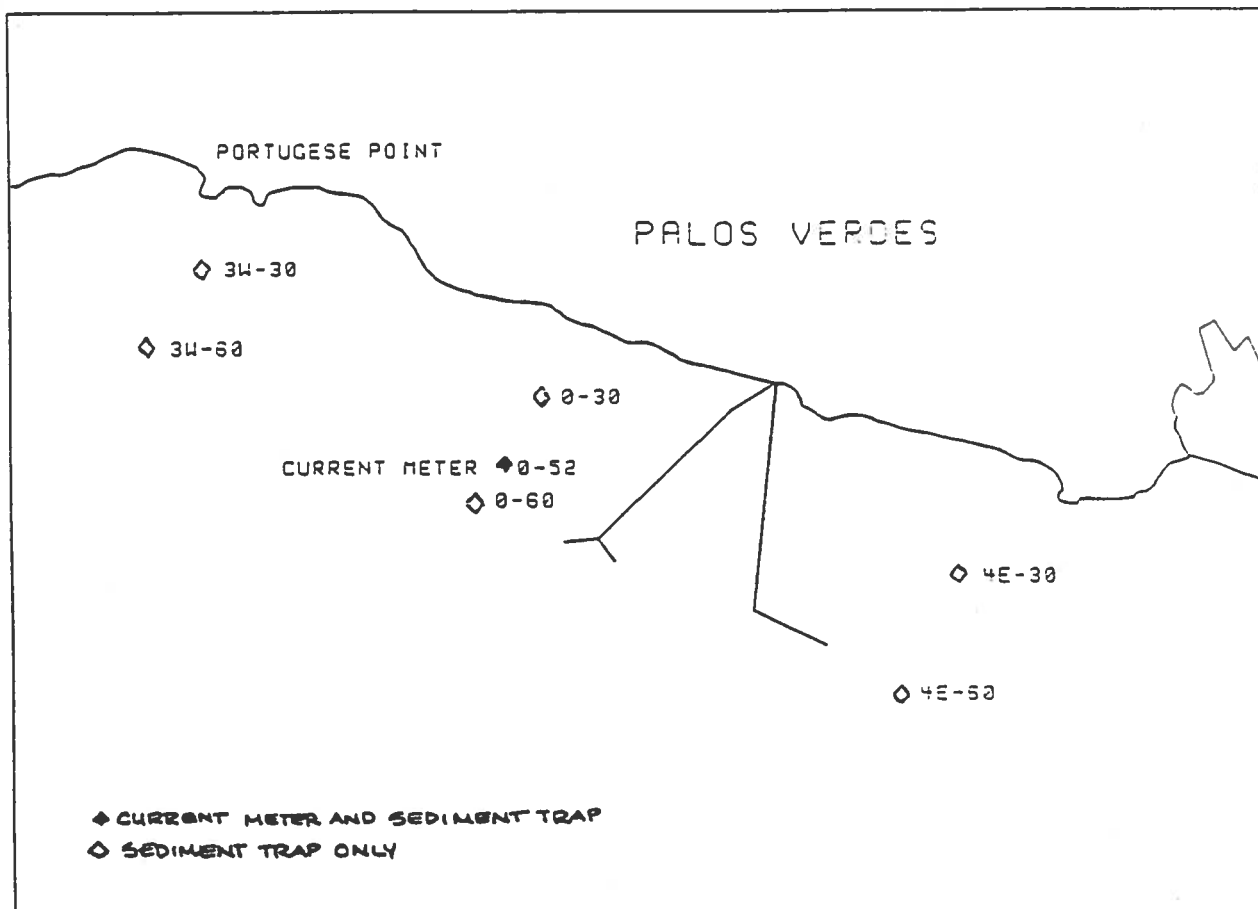 PORTUGESE POINT
PALOS VERDES
3W-30
3W-60
0-30
CURRENT METER 0-52
0-60
4E-30
4E-60
CURRENT METER AND SEDIMENT TRAP
SEDIMENT TRAP ONLY